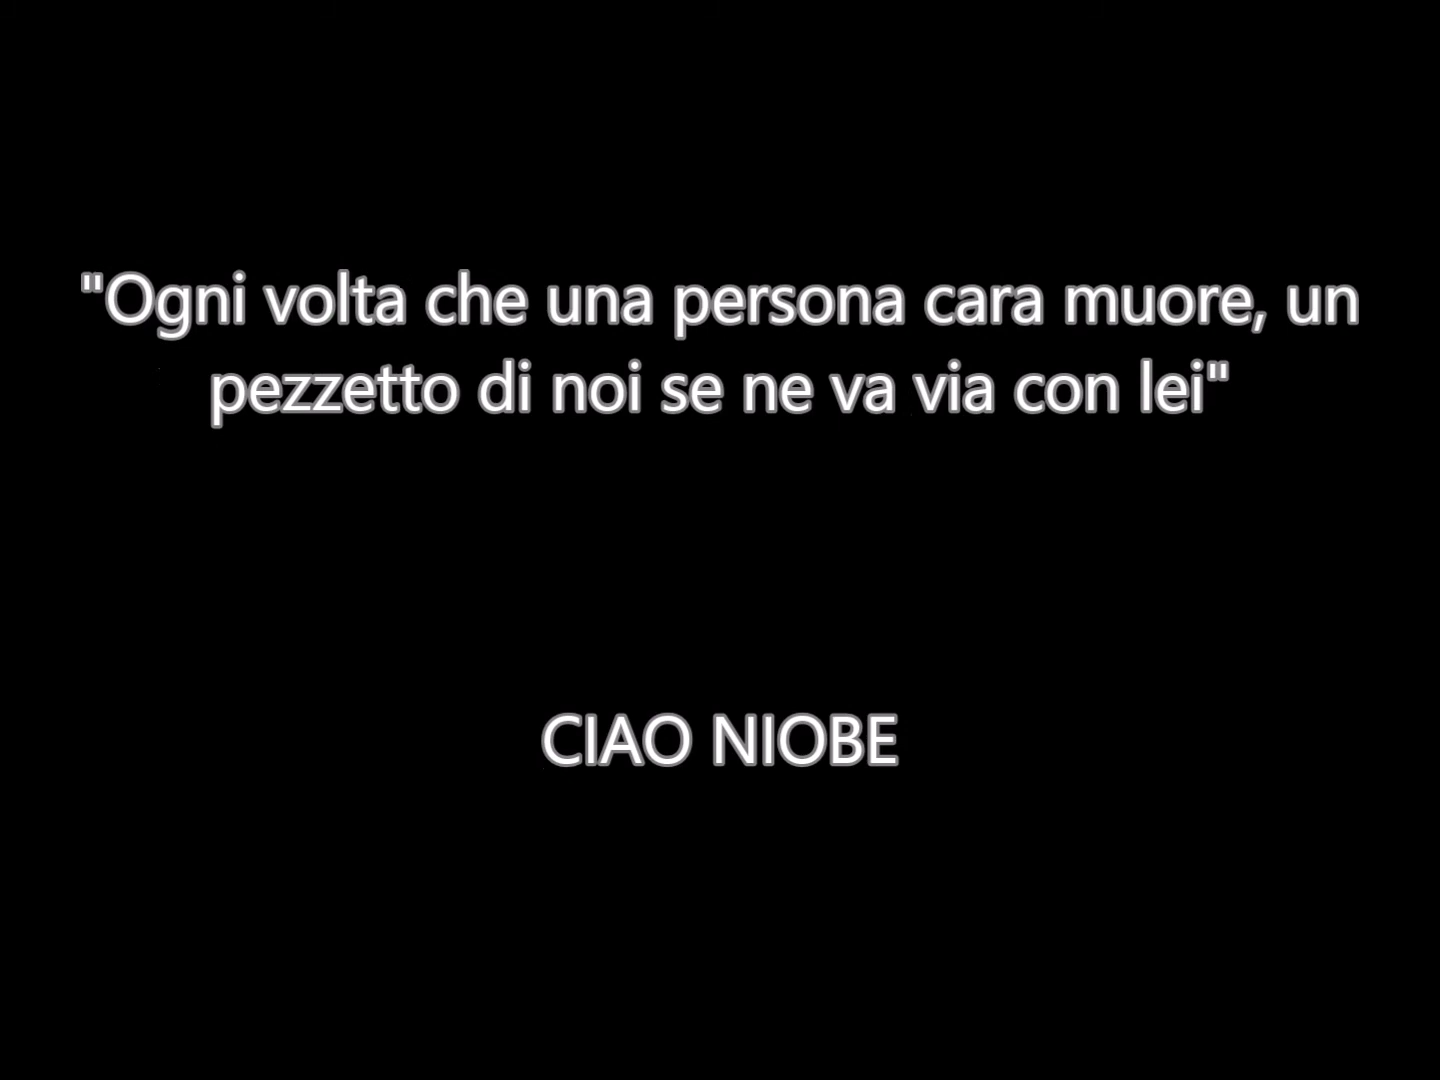 "Ogni volta che una persona cara muore, un
pezzetto di noi se ne va via con lei"
CIAO NIOBE